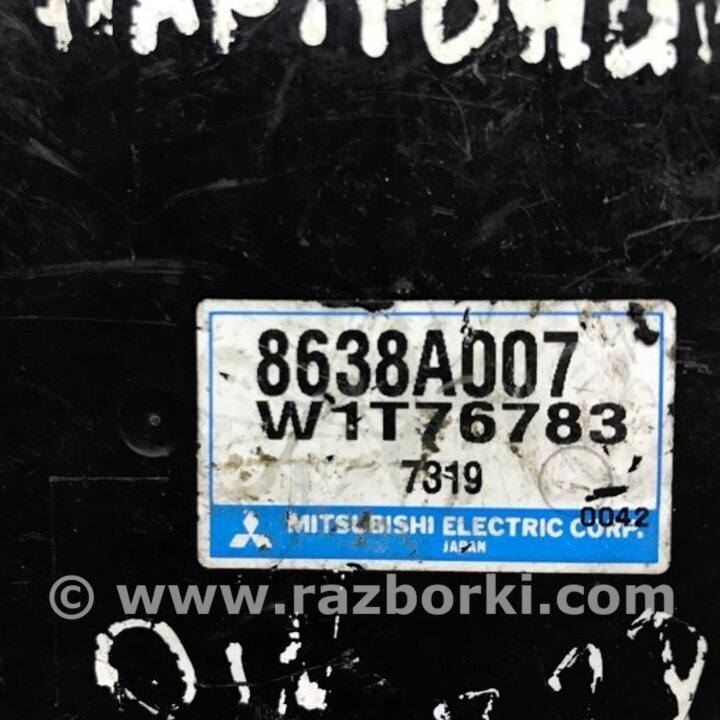 8638A007
W1T76783
7319
0042
MITSUBISHI ELECTRIC CORP.
JAPAN
© www.razborki.com